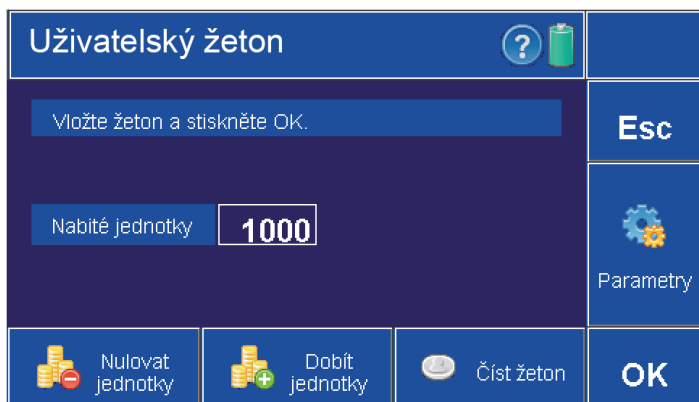 Uživatelský žeton
?
Vložte žeton a stiskněte OK.
Esc
Nabité jednotky 1000
Parametry
Nulovat
jednotky
Dobít
jednotky
Číst žeton
OK